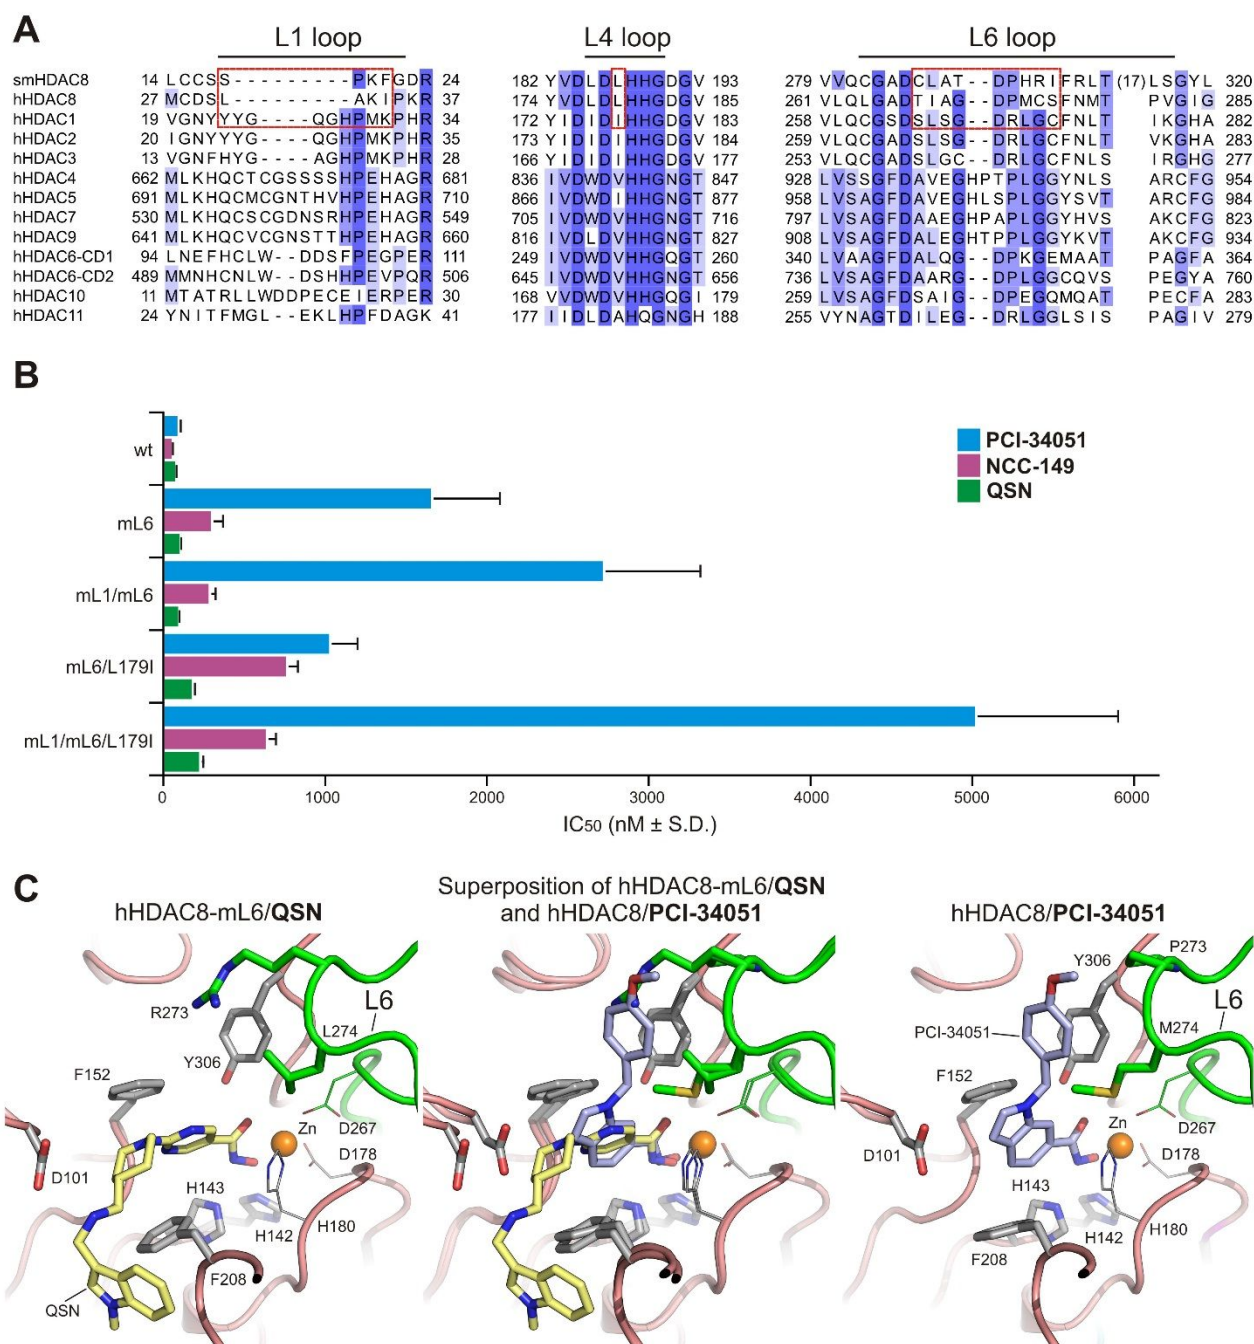 A
L1 loop L4 loop L6 loop
smHDAC8 14 LCCSS---------PKFGDR 24 182 YVDLDLHHGDGV 193 279 VVQCGADCLAT--DPHRIFRLT (17) LSGYL 320
hHDAC8 27 MCDSL---------AKIPKR 37 174 YVDLDLHHGDGV 185 261 VLQLGADTIAG--DPMCSFNMT PVGIG 285
hHDAC1 19 VGNYYYG----QGHPMKPHR 34 172 YIDIDIHHGDGV 183 258 VLQCGSDSLSG--DRLGCFNLT IKGHA 282
hHDAC2 20 IGNYYYG----QGHPMKPHR 35 173 YIDIDIHHGDGV 184 259 VLQCGADSLSG--DRLGCFNLT VKGHA 283
hHDAC3 13 VGNFHYG----AGHPMKPHR 28 166 YIDIDIHHGDGV 177 253 VLQCGADSLGC--DRLGCFNLS IRGHG 277
hHDAC4 662 MLKHQCTCGSSSSHPEHAGR 681 836 IVDWDVHHGNGT 847 928 LVSSGFDAVEGHPTPLGGYNLS ARCFG 954
hHDAC5 691 MLKHQCMCGNTHVHPEHAGR 710 866 IVDWDIHHGNGT 877 958 LVSAGFDAVEGHLSPLGGYSVT ARCFG 984
hHDAC7 530 MLKHQCSCGDNSRHPEHAGR 549 705 IVDWDVHHGNGT 716 797 LVSAGFDAAEGHPAPLGGYHVS AKCFG 823
hHDAC9 641 MLKHQCVCGNSTTHPEHAGR 660 816 IVDLDVHHGNGT 827 908 LVSAGFDALEGHTPPLGGYKVT AKCFG 934
hHDAC6-CD1 94 LNEFHCLW--DDSFPEGPER 111 249 IVDWDVHHGQGT 260 340 LVAAGFDALQG--DPKGEMAAT PAGFA 364
hHDAC6-CD2 489 MMNHCNLW--DSHHPEVPQR 506 645 IVDWDVHHGNGT 656 736 LVSAGFDAARG--DPLGGCQVS PEGYA 760
hHDAC10 11 MTATRLLWDDPECEIERPER 30 168 VVDWDVHHGQGI 179 259 LVSAGFDSAIG--DPEGQMQAT PECFA 283
hHDAC11 24 YNITFMGL--EKLHPFDAGK 41 177 IIDLDAHQGNGH 188 255 VYNAGTDILEG--DRLGGLSIS PAGIV 279
B
wt
mL6
mL1/mL6
mL6/L179I
mL1/mL6/L179I
PCI-34051
NCC-149
QSN
0 1000 2000 3000 4000 5000 6000
IC50 (nM ± S.D.)
C
hHDAC8-mL6/QSN
Superposition of hHDAC8-mL6/QSN
and hHDAC8/PCI-34051
hHDAC8/PCI-34051
R273
L6
L274
Y306
F152
Zn
D267
D101
D178
H143
H142
H180
F208
QSN
P273
Y306
L6
PCI-34051
M274
F152
Zn
D267
D101
D178
H143
H142
H180
F208